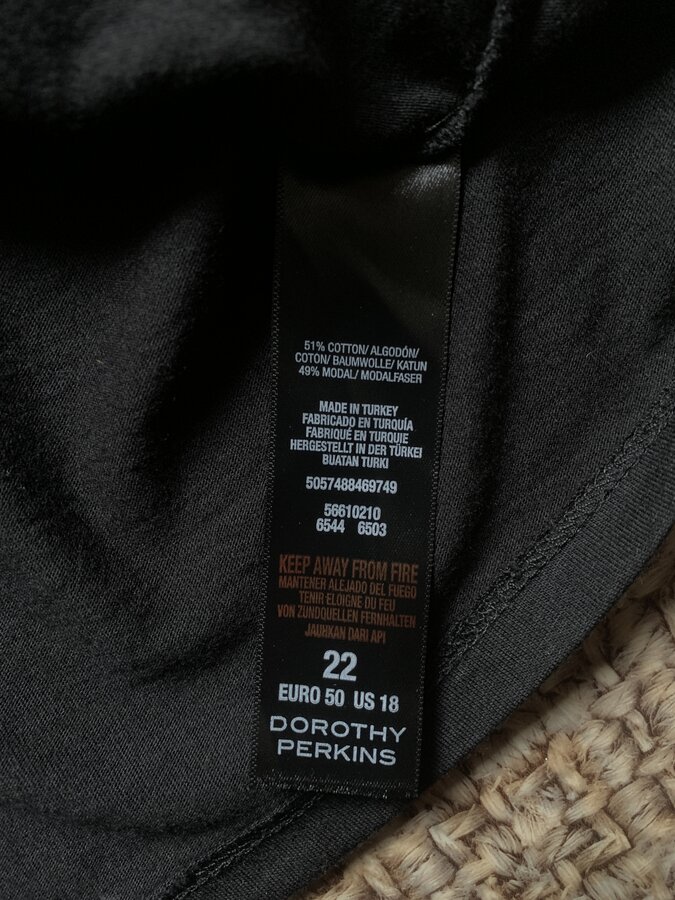 51% COTTON/ ALGODÓN/
COTON/ BAUMWOLLE/ KATUN
49% MODAL/ MODALFASER
MADE IN TURKEY
FABRICADO EN TURQUÍA
FABRIQUÉ EN TURQUIE
HERGESTELLT IN DER TÜRKEI
BUATAN TURKI
5057488469749
56610210
6544 6503
KEEP AWAY FROM FIRE
MANTENER ALEJADO DEL FUEGO
TENIR ELOIGNE DU FEU
VON ZUNDQUELLEN FERNHALTEN
JAUHKAN DARI API
22
EURO 50 US 18
DOROTHY
PERKINS